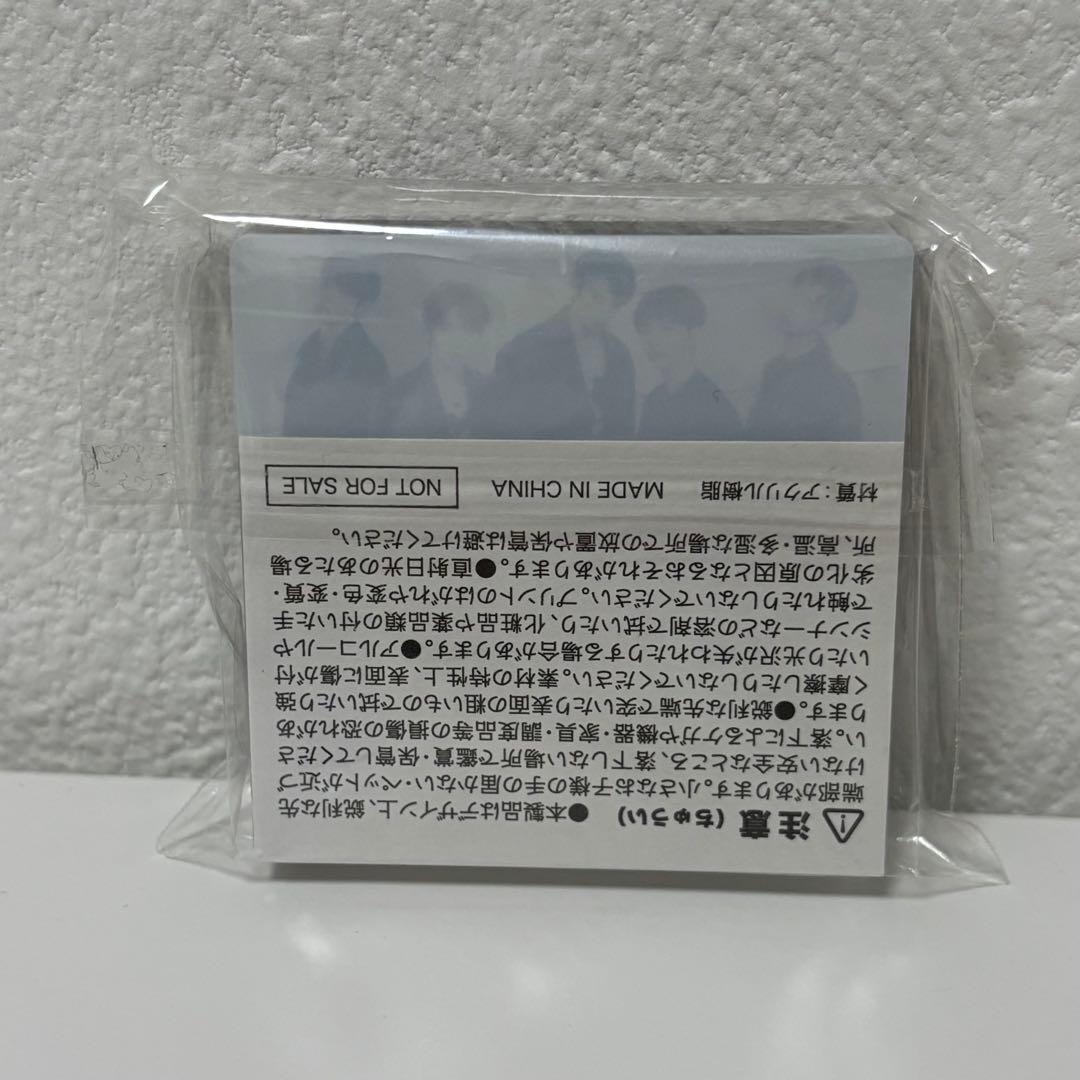 ⚠注意（ちゅうい） ●本製品はデザイン上、鋭利な先
端部があります。小さなお子様の手の届かない・ペットが近づ
けない安全なところ、落下しない場所で鑑賞・保管してくださ
い。落下によるケガや機器・家具・調度品等の損傷の恐れがあ
ります。●鋭利な先端で突いたり表面の粗いもので拭いたり強
く摩擦したりしないでください。素材の特性上、表面に傷が付
いたり光沢が失われたりする場合があります。●アルコールや
シンナーなどの溶剤で拭いたり、化粧品や薬品類の付いた手
で触れたりしないでください。プリントのはがれや変色・変質・
劣化の原因となるおそれがあります。●直射日光のあたる場
所、高温・多湿な場所での放置や保管は避けてください。
材質：アクリル樹脂 MADE IN CHINA NOT FOR SALE